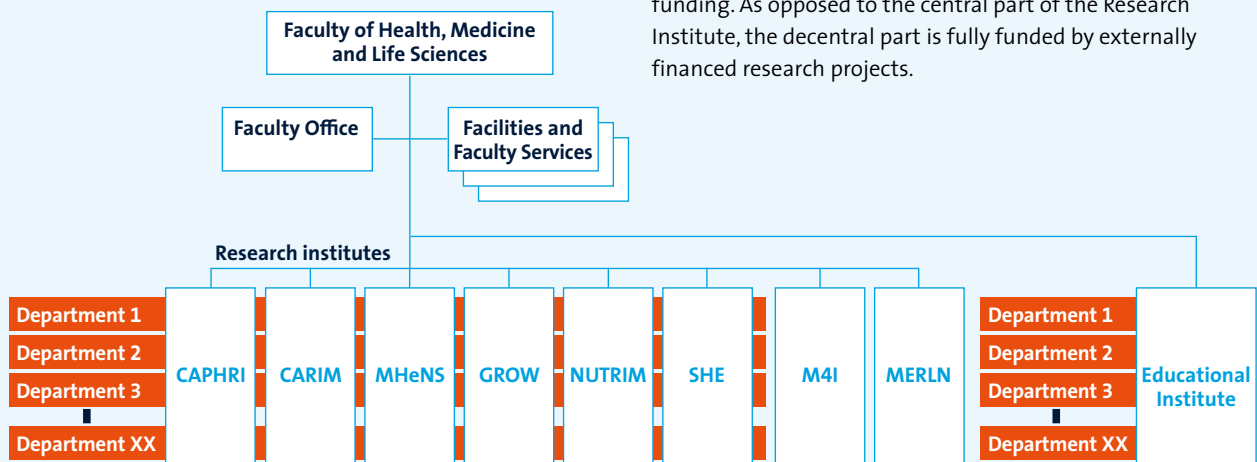 funding. As opposed to the central part of the Research
Institute, the decentral part is fully funded by externally
financed research projects.
Faculty of Health, Medicine
and Life Sciences
Faculty Office
Facilities and
Faculty Services
Research institutes
Department 1
Department 2
Department 3
Department XX
CAPHRI
CARIM
MHeNS
GROW
NUTRIM
SHE
M4I
MERLN
Department 1
Department 2
Department 3
Department XX
Educational
Institute